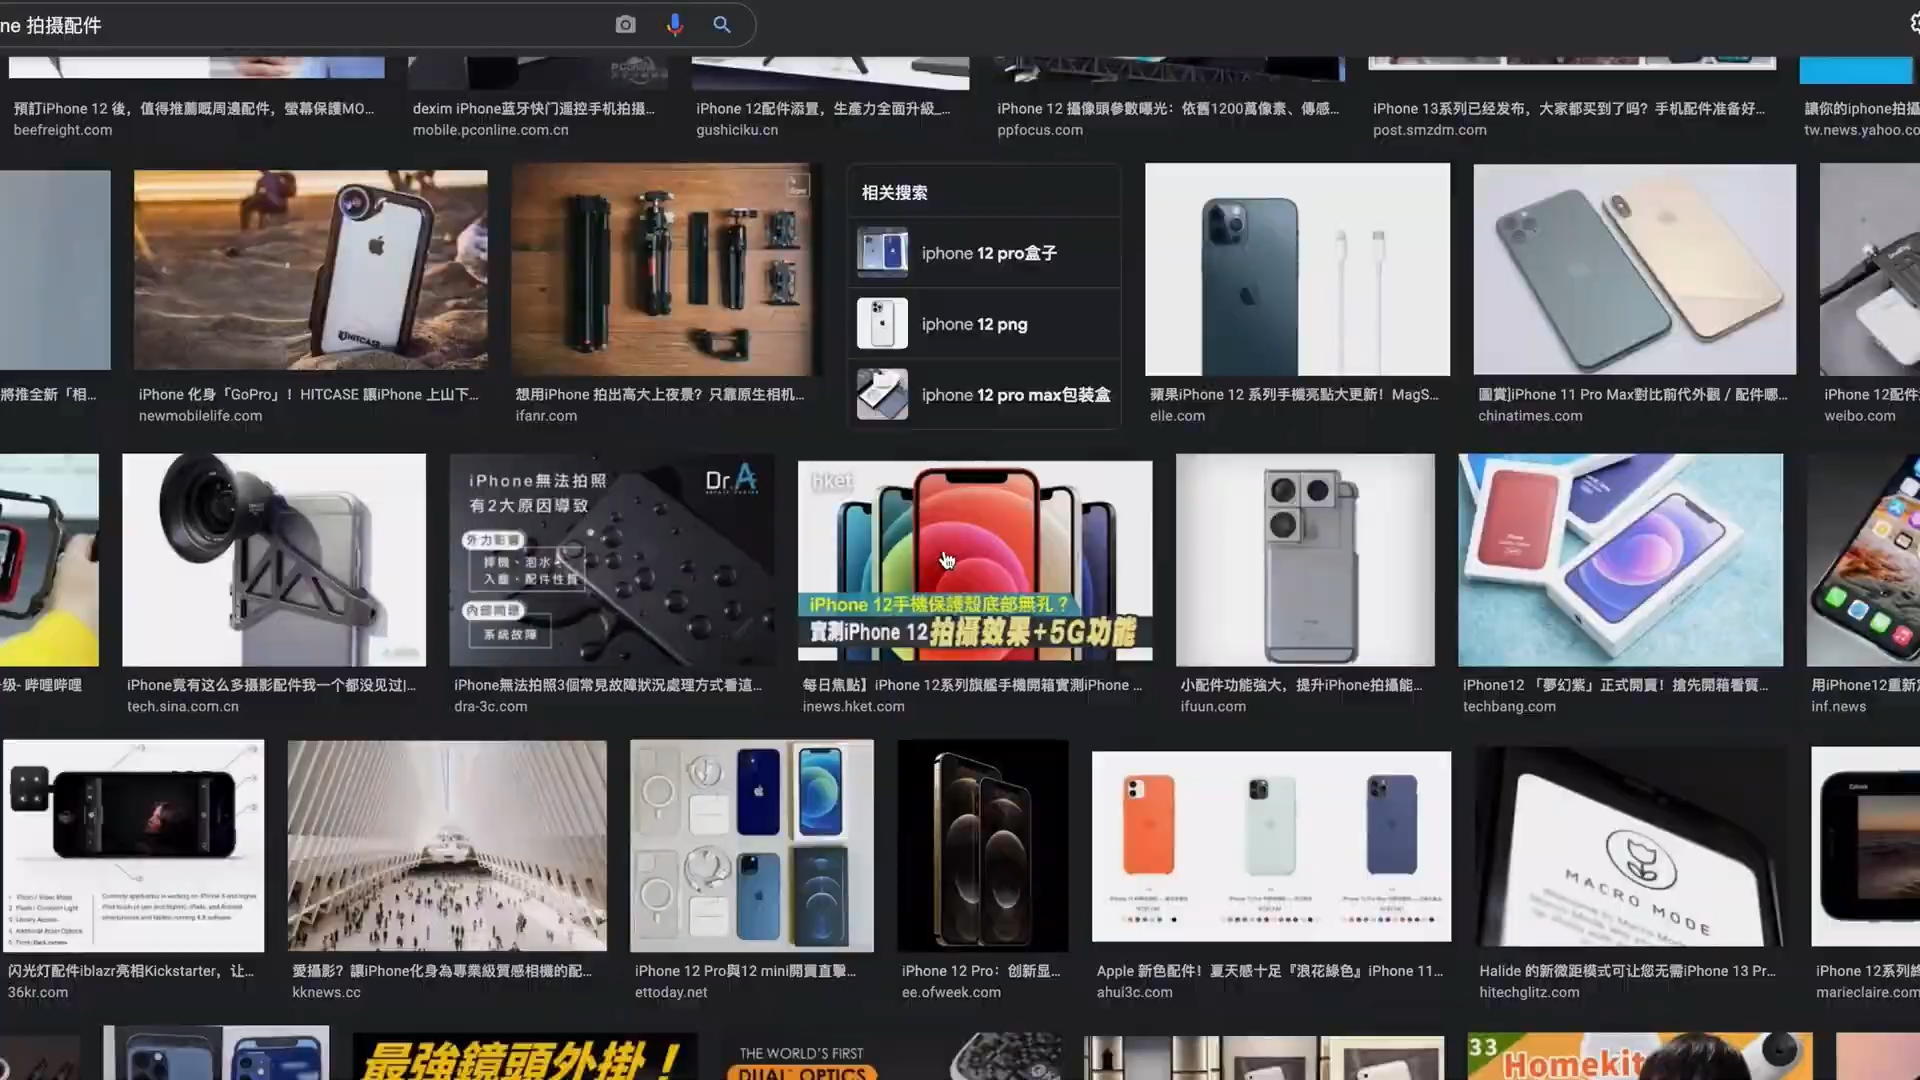 ne 拍摄配件
預訂iPhone 12 後，值得推薦嘅周邊配件，螢幕保護MO...
beefreight.com
dexim iPhone蓝牙快门遥控手机拍摄...
mobile.pconline.com.cn
iPhone 12配件添置，生產力全面升級_...
gushiciku.cn
iPhone 12 攝像頭參數曝光：依舊1200萬像素、傳感...
ppfocus.com
iPhone 13系列已经发布，大家都买到了吗？手机配件准备好...
post.smzdm.com
讓你的iphone拍攝
tw.news.yahoo.co
HITCASE
相关搜索
iphone 12 pro盒子
iphone 12 png
iphone 12 pro max包装盒
將推全新「相...
iPhone 化身「GoPro」！HITCASE 讓iPhone 上山下...
newmobilelife.com
想用iPhone 拍出高大上夜景？只靠原生相机...
ifanr.com
蘋果iPhone 12 系列手機亮點大更新！MagS...
elle.com
圖賞]iPhone 11 Pro Max對比前代外觀 / 配件哪...
chinatimes.com
iPhone 12配件
weibo.com
iPhone無法拍照
有2大原因導致
Dr.A
外力影響
摔機、泡水
入塵、配件性質
內部問題
系統故障
hket
iPhone 12手機保護殼底部無孔？
實測iPhone 12拍攝效果+5G功能
级- 哔哩哔哩
iPhone竟有这么多摄影配件我一个都没见过|...
tech.sina.com.cn
iPhone無法拍照3個常見故障狀況處理方式看這...
dra-3c.com
每日焦點】iPhone 12系列旗艦手機開箱實測iPhone ...
inews.hket.com
小配件功能強大，提升iPhone拍攝能...
ifuun.com
iPhone12 「夢幻紫」正式開賣！搶先開箱看質...
techbang.com
用iPhone12重新定
inf.news
MACRO MODE
闪光灯配件iblazr亮相Kickstarter，让...
36kr.com
愛攝影？讓iPhone化身為專業級質感相機的配...
kknews.cc
iPhone 12 Pro與12 mini開賣直擊...
ettoday.net
iPhone 12 Pro：创新显...
ee.ofweek.com
Apple 新色配件！夏天感十足『浪花綠色』iPhone 11...
ahui3c.com
Halide 的新微距模式可让您无需iPhone 13 Pr...
hitechglitz.com
iPhone 12系列終
marieclaire.com
最強鏡頭外掛！
THE WORLD'S FIRST
DUAL OPTICS
33
Homekit